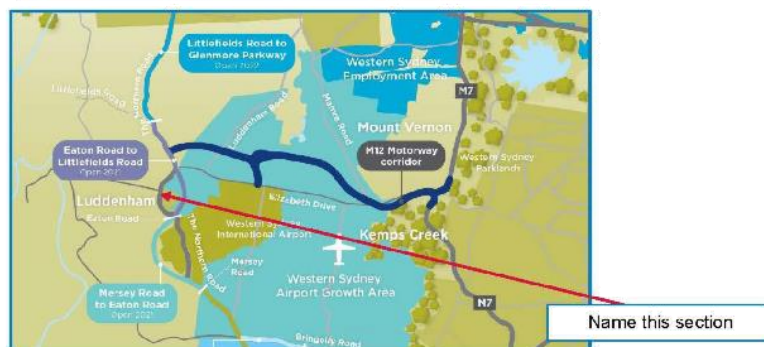 Littlefields Road to
Glenmore Parkway
Open 2020
Western Sydney
Employment Area
M7
Littlefields Road
The Northern Road
Luddenham Road
Mamre Road
Mount Vernon
Eaton Road to
Littlefields Road
Open 2021
M12 Motorway
corridor
Western Sydney
Parklands
Luddenham
Elizabeth Drive
Eaton Road
The Northern Road
Western Sydney
International Airport
Kemps Creek
Mersey
Road
Mersey Road
to Eaton Road
Open 2021
Western Sydney
Airport Growth Area
M7
Name this section
Bringelly Road